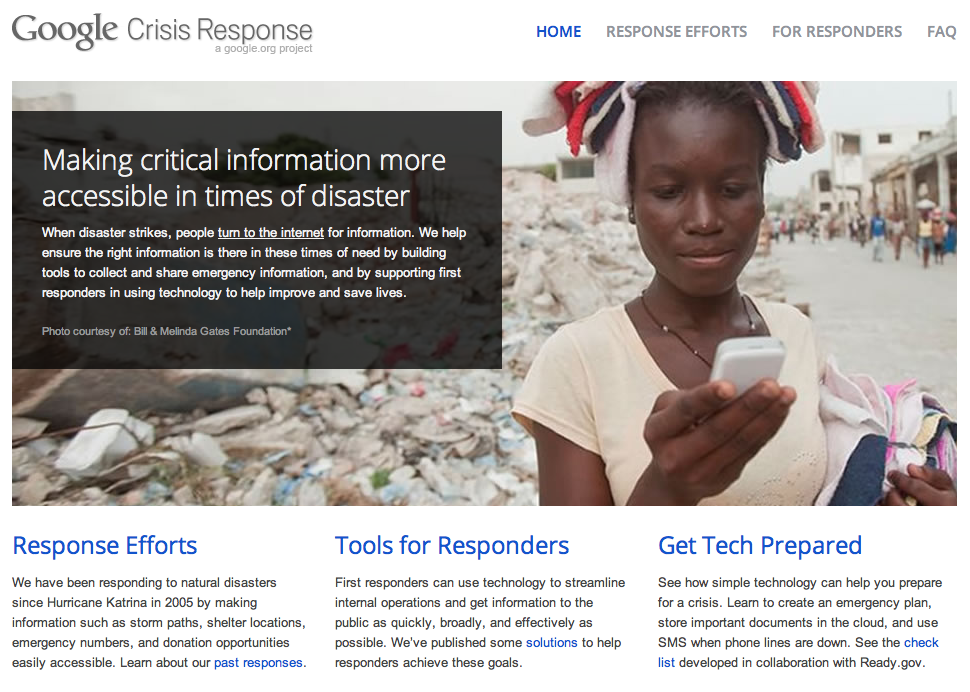 Google Crisis Response
a google.org project
HOME RESPONSE EFFORTS FOR RESPONDERS FAQ
Making critical information more
accessible in times of disaster
When disaster strikes, people turn to the internet for information. We help
ensure the right information is there in these times of need by building
tools to collect and share emergency information, and by supporting first
responders in using technology to help improve and save lives.
Photo courtesy of: Bill & Melinda Gates Foundation*
Response Efforts
We have been responding to natural disasters
since Hurricane Katrina in 2005 by making
information such as storm paths, shelter locations,
emergency numbers, and donation opportunities
easily accessible. Learn about our past responses.
Tools for Responders
First responders can use technology to streamline
internal operations and get information to the
public as quickly, broadly, and effectively as
possible. We've published some solutions to help
responders achieve these goals.
Get Tech Prepared
See how simple technology can help you prepare
for a crisis. Learn to create an emergency plan,
store important documents in the cloud, and use
SMS when phone lines are down. See the check
list developed in collaboration with Ready.gov.